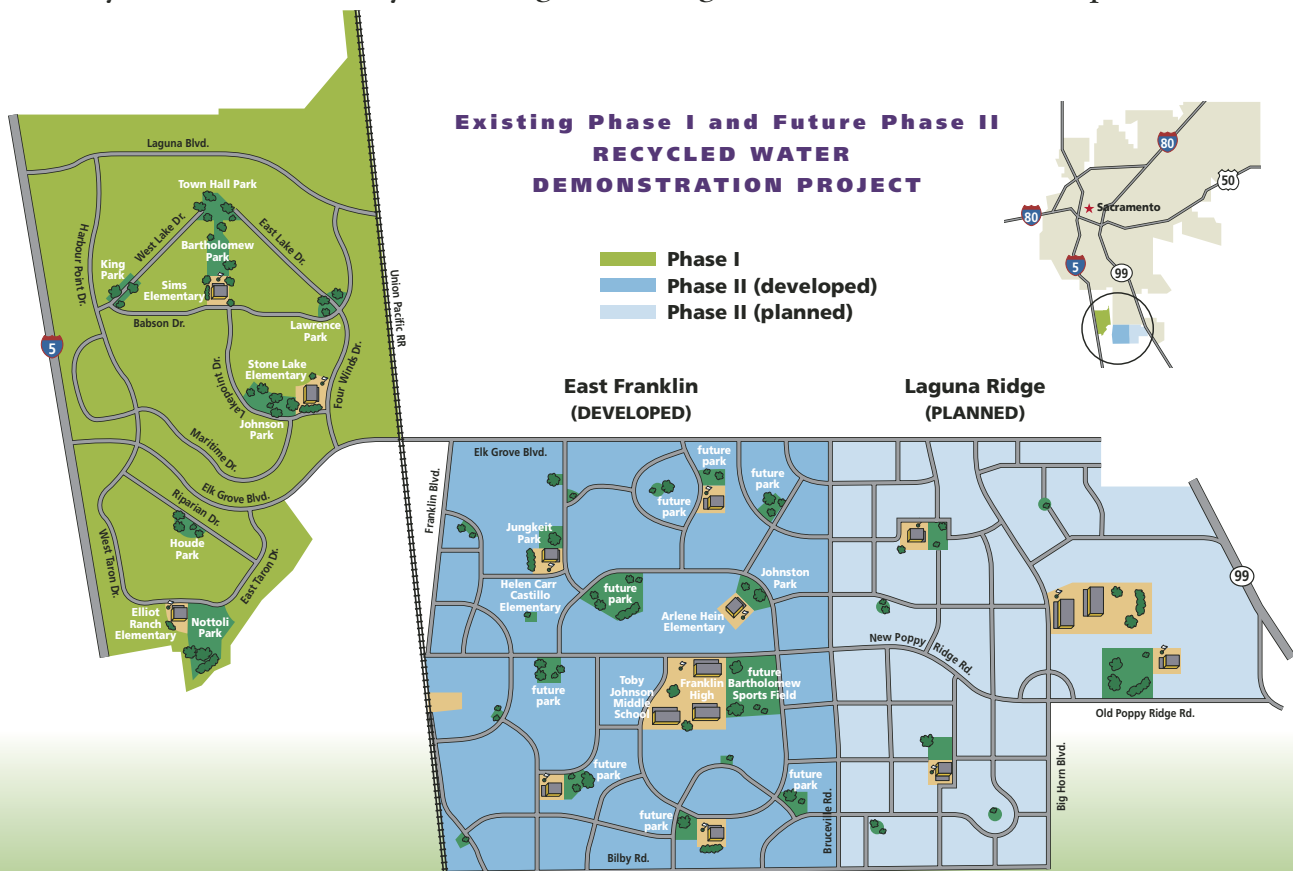 Existing Phase I and Future Phase II
RECYCLED WATER
DEMONSTRATION PROJECT
Phase I
Phase II (developed)
Phase II (planned)
80
50
80
Sacramento
5
99
Laguna Blvd.
Town Hall Park
Harbour Point Dr.
West Lake Dr.
East Lake Dr.
Bartholomew
Park
King
Park
Sims
Elementary
Union Pacific RR
Babson Dr.
Lawrence
Park
5
Stone Lake
Elementary
Lakepoint Dr.
Four Winds Dr.
Johnson
Park
Maritime Dr.
Elk Grove Blvd.
Riparian Dr.
Houde
Park
West Taron Dr.
East Taron Dr.
Elliot
Ranch
Elementary
Nottoli
Park
East Franklin
(DEVELOPED)
Laguna Ridge
(PLANNED)
Elk Grove Blvd.
Franklin Blvd.
future
park
future
park
future
park
Jungkeit
Park
Helen Carr
Castillo
Elementary
future
park
Johnston
Park
Arlene Hein
Elementary
99
New Poppy Ridge Rd.
future
park
Toby
Johnson
Middle
School
Franklin
High
future
Bartholomew
Sports Field
Old Poppy Ridge Rd.
future
park
future
park
future
park
Bruceville Rd.
Big Horn Blvd.
Bilby Rd.